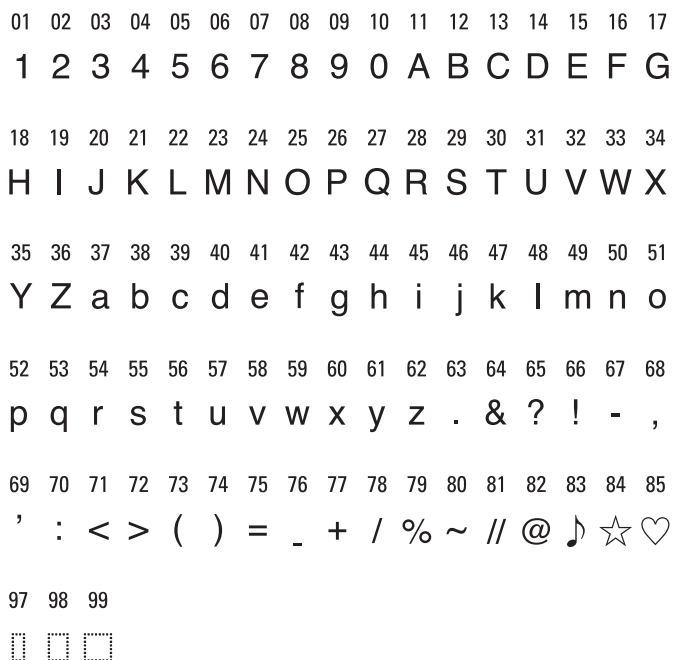 01 02 03 04 05 06 07 08 09 10 11 12 13 14 15 16 17
1 2 3 4 5 6 7 8 9 0 A B C D E F G
18 19 20 21 22 23 24 25 26 27 28 29 30 31 32 33 34
H I J K L M N O P Q R S T U V W X
35 36 37 38 39 40 41 42 43 44 45 46 47 48 49 50 51
Y Z a b c d e f g h i j k l m n o
52 53 54 55 56 57 58 59 60 61 62 63 64 65 66 67 68
p q r s t u v w x y z . & ? ! - ,
69 70 71 72 73 74 75 76 77 78 79 80 81 82 83 84 85
’ : < > ( ) = _ + / % ~ // @ ♪ ☆ ♡
97 98 99